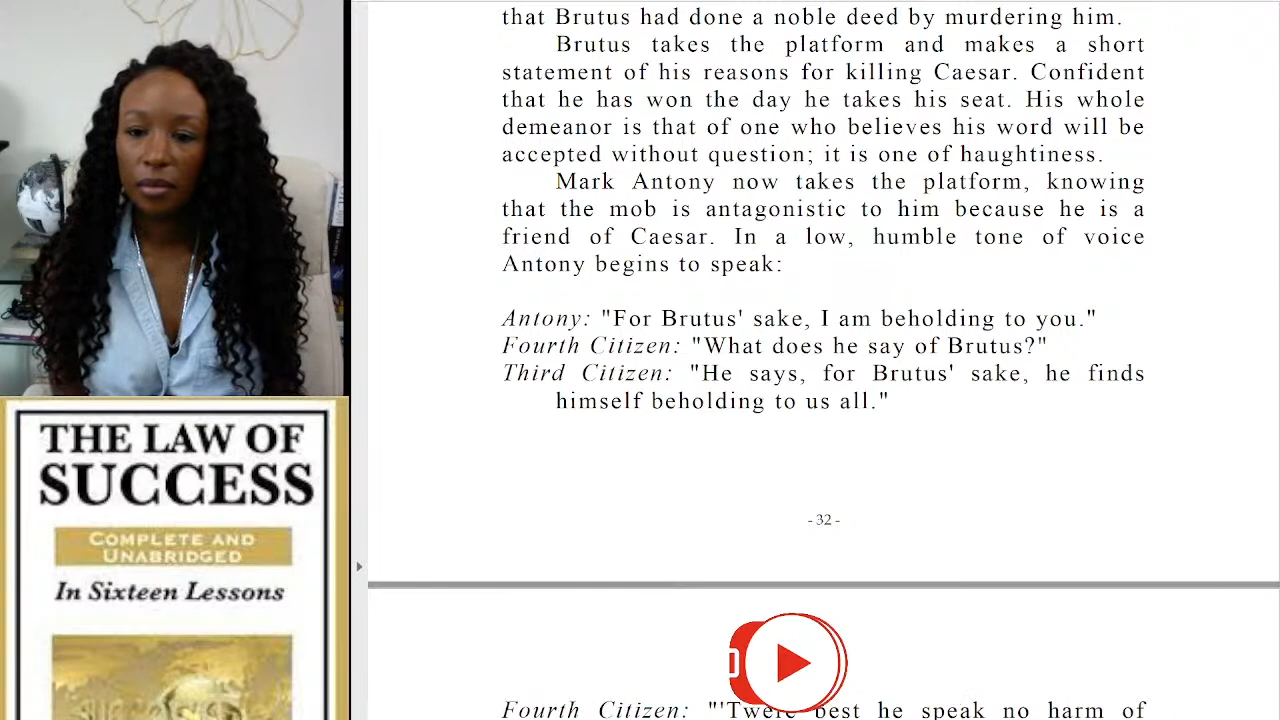 that Brutus had done a noble deed by murdering him.
Brutus takes the platform and makes a short
statement of his reasons for killing Caesar. Confident
that he has won the day he takes his seat. His whole
demeanor is that of one who believes his word will be
accepted without question; it is one of haughtiness.
Mark Antony now takes the platform, knowing
that the mob is antagonistic to him because he is a
friend of Caesar. In a low, humble tone of voice
Antony begins to speak:
Antony: "For Brutus' sake, I am beholding to you."
Fourth Citizen: "What does he say of Brutus?"
Third Citizen: "He says, for Brutus' sake, he finds
himself beholding to us all."
- 32 -
Fourth Citizen: "'Twere best he speak no harm of
THE LAW OF
SUCCESS
COMPLETE AND
UNABRIDGED
In Sixteen Lessons